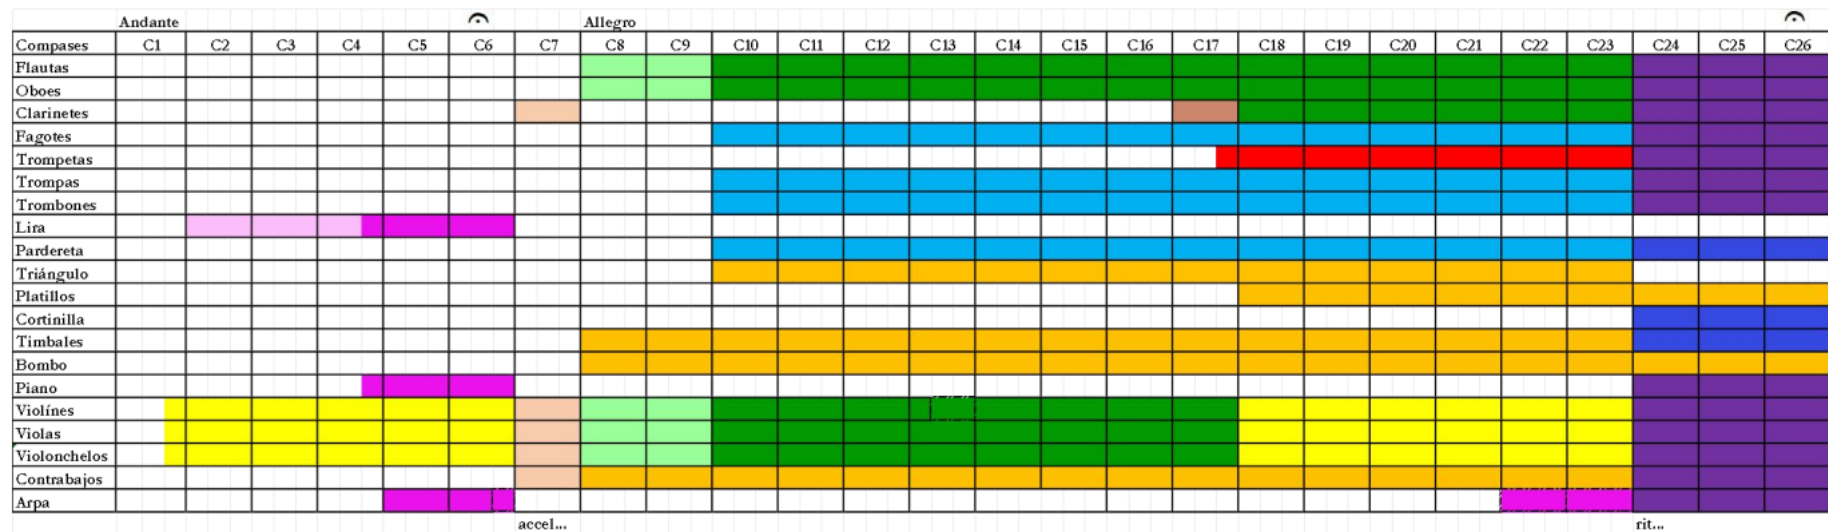 Andante Allegro
Compases C1 C2 C3 C4 C5 C6 C7 C8 C9 C10 C11 C12 C13 C14 C15 C16 C17 C18 C19 C20 C21 C22 C23 C24 C25 C26
Flautas
Oboes
Clarinetes
Fagotes
Trompetas
Trompas
Trombones
Lira
Pardereta
Triángulo
Platillos
Cortinilla
Timbales
Bombo
Piano
Violínes
Violas
Violonchelos
Contrabajos
Arpa
accel... rit...